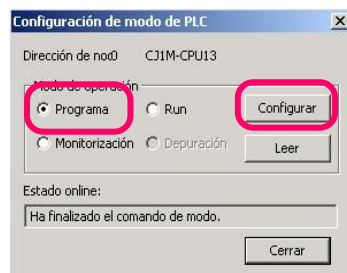 Configuración de modo de PLC
Dirección de nod0 CJ1M-CPU13
Modo de operación
Programa Run Configurar
Monitorización Depuración Leer
Estado online:
Ha finalizado el comando de modo.
Cerrar